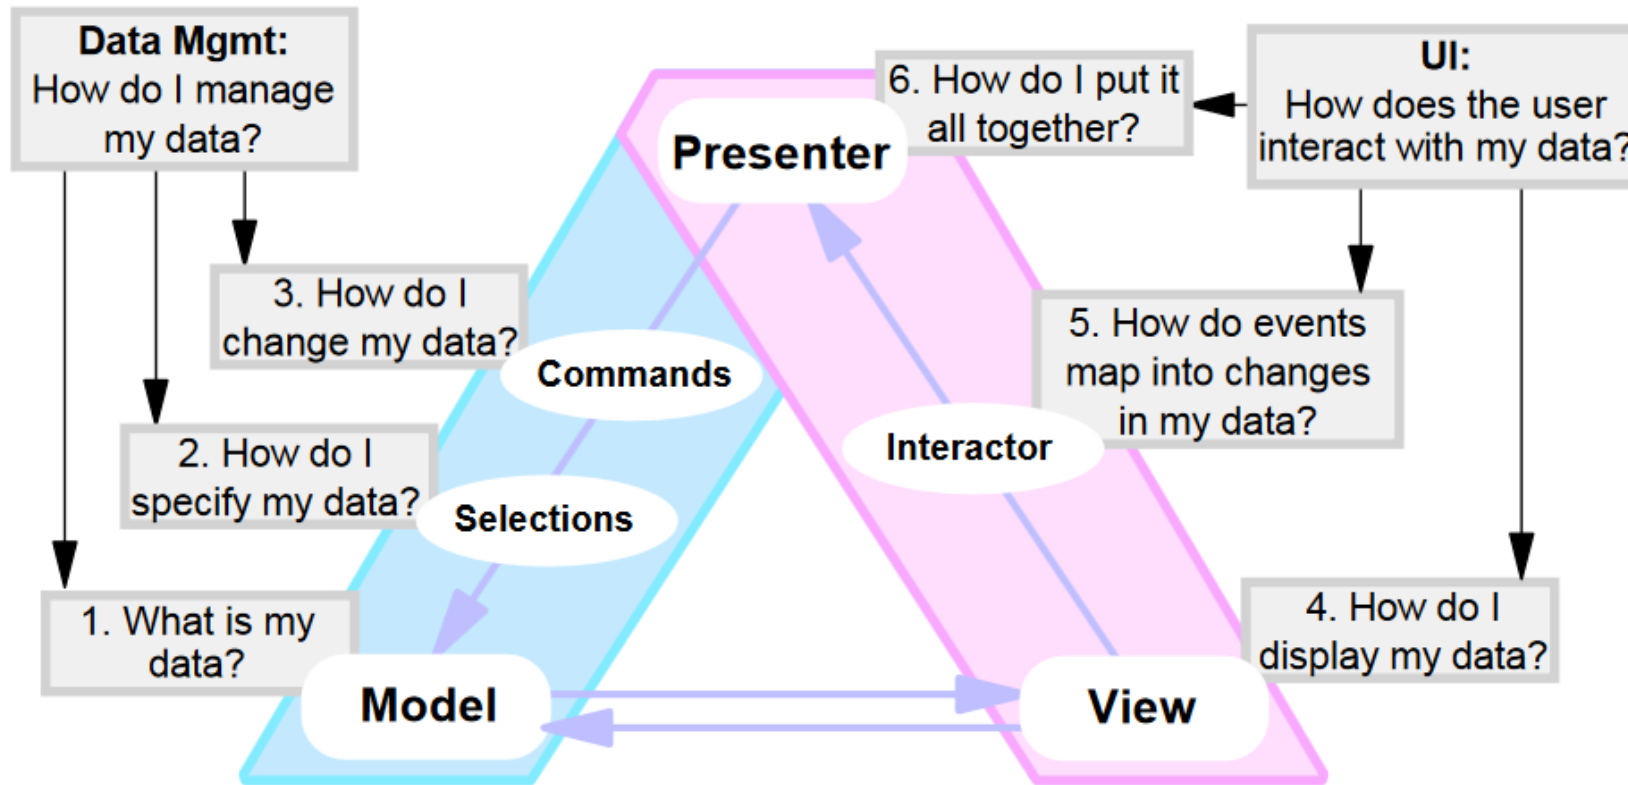 Data Mgmt:
How do I manage
my data?
6. How do I put it
all together?
UI:
How does the user
interact with my data?
Presenter
3. How do I
change my data?
Commands
5. How do events
map into changes
in my data?
Interactor
2. How do I
specify my data?
Selections
1. What is my
data?
Model
View
4. How do I
display my data?